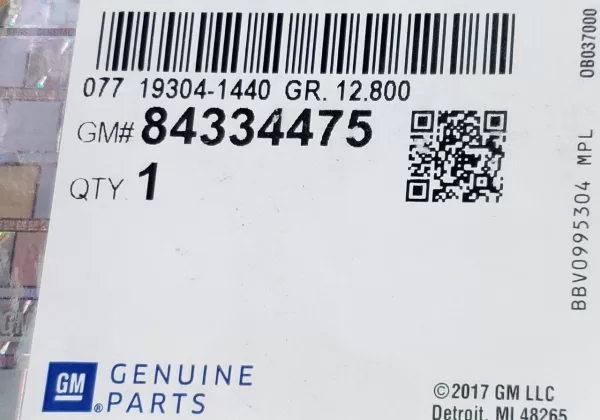 077 19304-1440 GR. 12.800
GM# 84334475
QTY. 1
BBV0995304 MPL 0B037000
GM GENUINE
® PARTS
©2017 GM LLC
Detroit, MI 48265